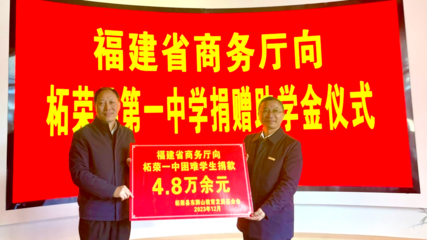 福建省商务厅向
柘荣 第一中学捐赠助学金仪式
福建省商务厅向
柘荣一中困难学生捐款
4.8万余元
2023年12月